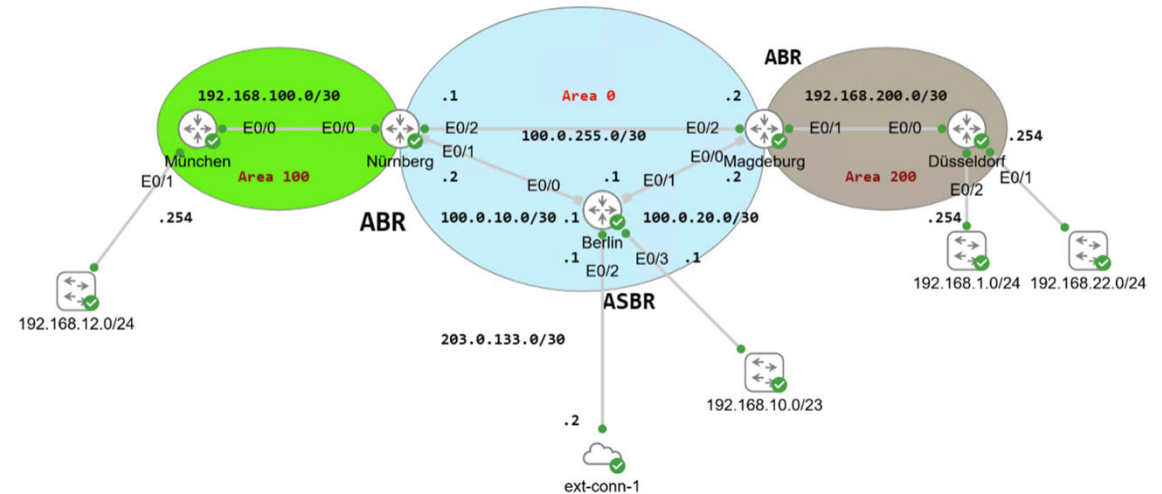 ABR
192.168.100.0/30
.1
Area 0
.2
192.168.200.0/30
E0/0
E0/0
E0/2
100.0.255.0/30
E0/2
E0/1
E0/0
.254
München
Nürnberg
E0/1
E0/0
Magdeburg
Düsseldorf
E0/1
Area 100
.2
E0/0
.1
E0/1
.2
Area 200
E0/2
E0/1
.254
ABR
100.0.10.0/30
.1
100.0.20.0/30
.254
Berlin
.1
E0/2
E0/3
.1
192.168.1.0/24
192.168.22.0/24
ASBR
192.168.12.0/24
203.0.133.0/30
192.168.10.0/23
.2
ext-conn-1